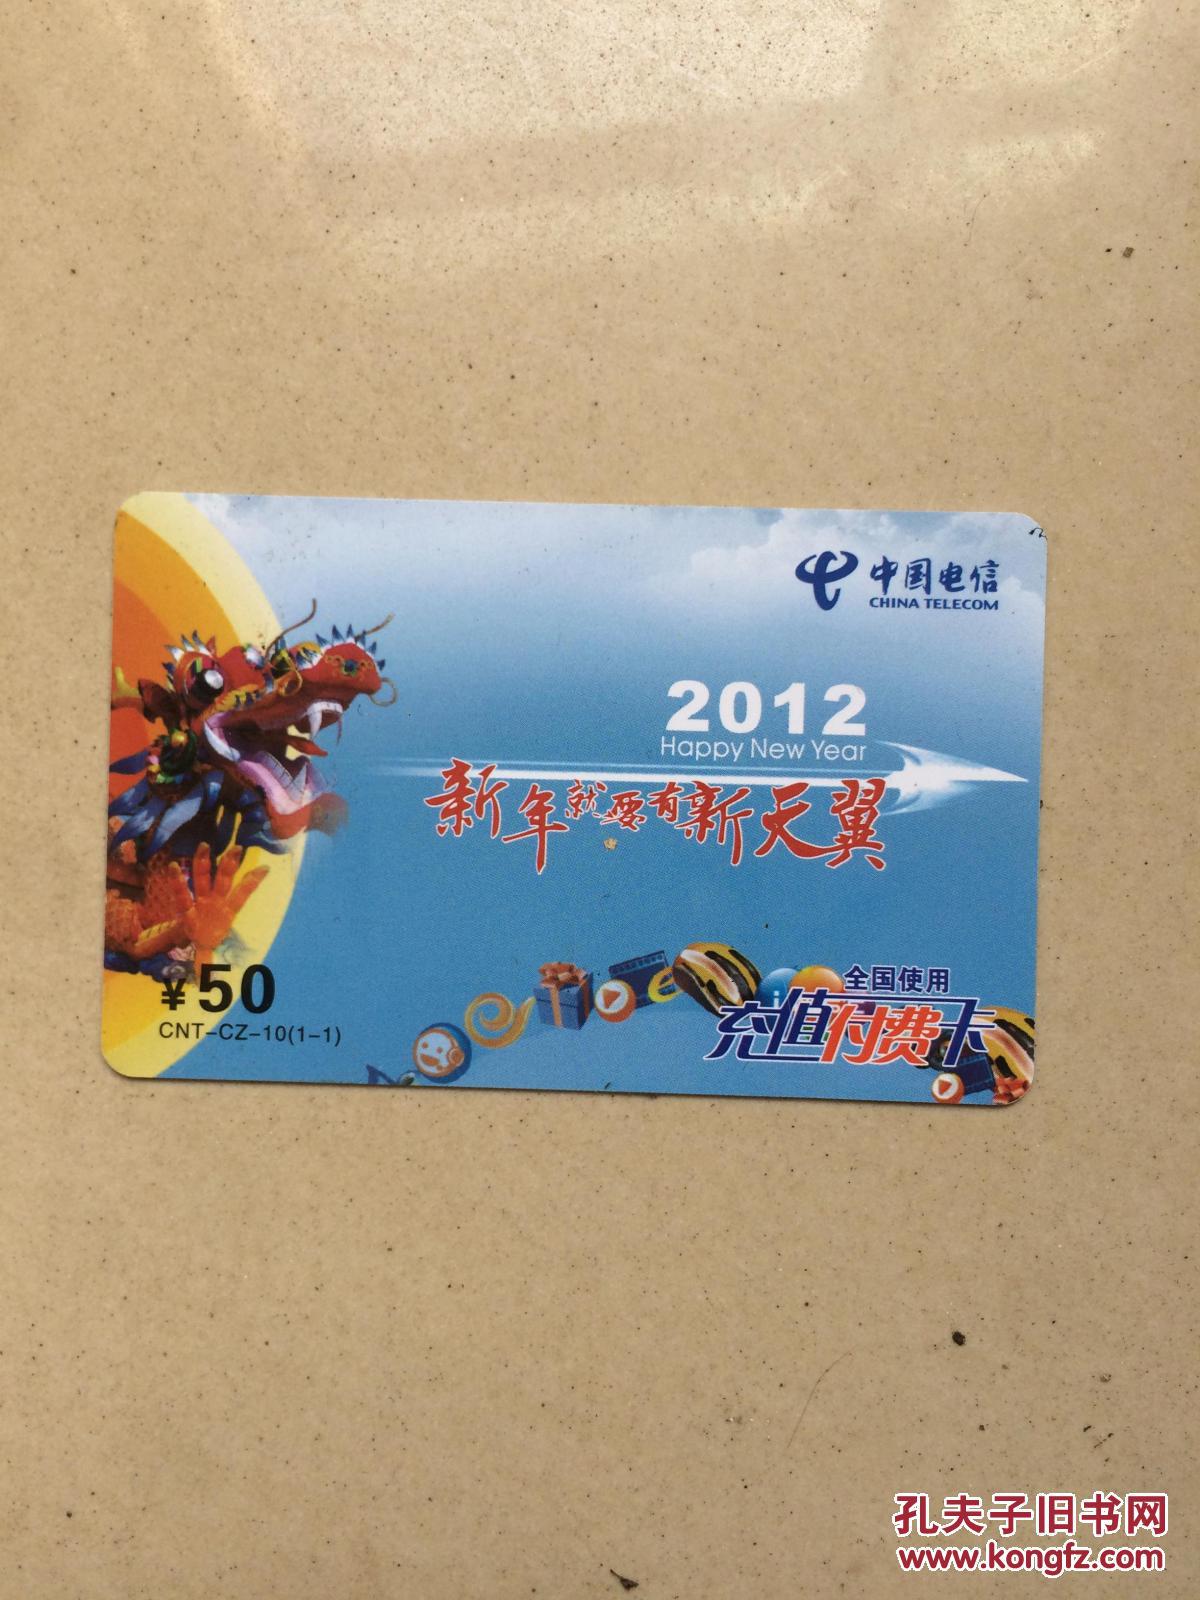 中国电信
CHINA TELECOM
2012
Happy New Year
新年就要有新天翼
¥50
CNT-CZ-10(1-1)
全国使用
充值付费卡
孔夫子旧书网
www.kongfz.com